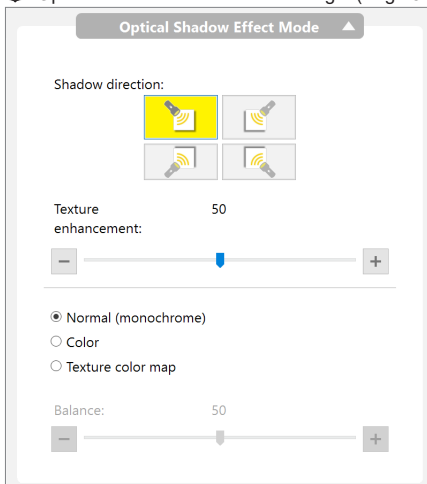 Optical Shadow Effect Mode
Shadow direction:
Texture 50
enhancement:
Normal (monochrome)
Color
Texture color map
Balance: 50